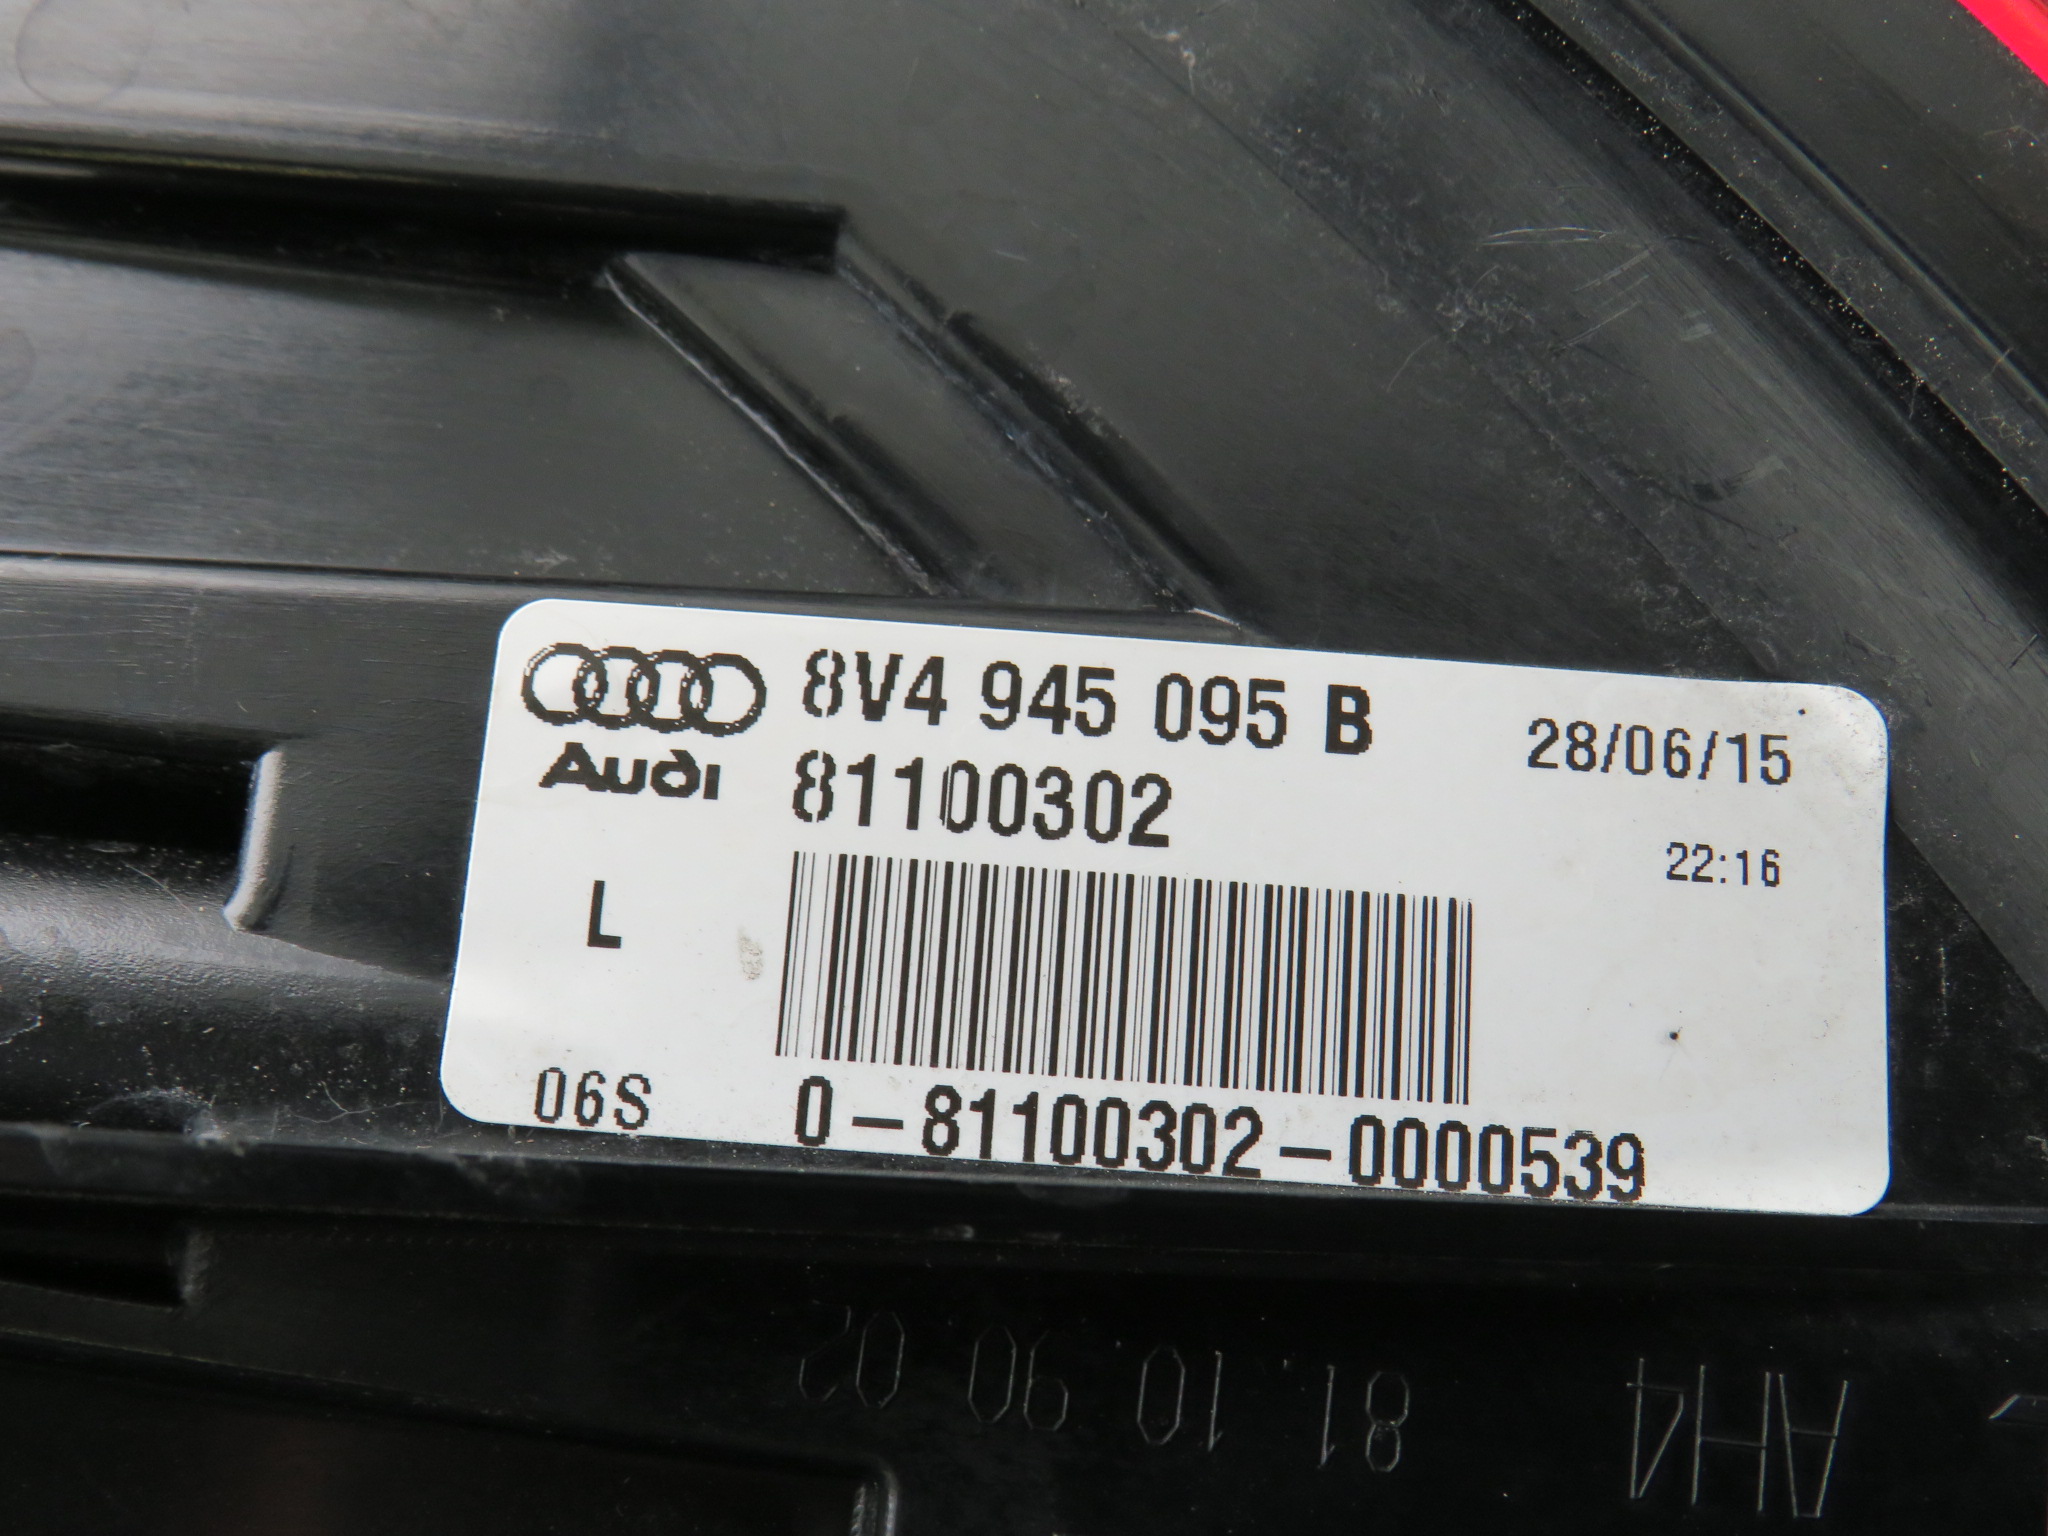 8V4 945 095 B
28/06/15
Audi
81100302
22:16
L
06S
0-81100302-0000539
AH4 81.10 90 02